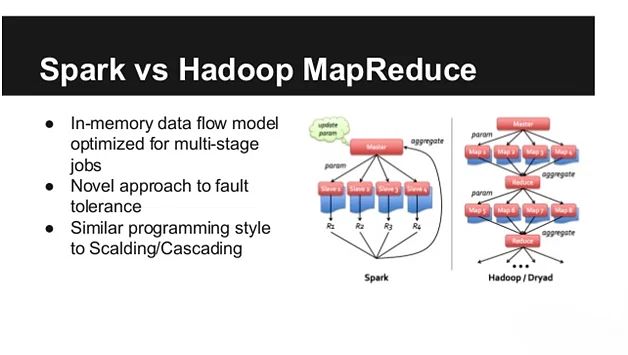 Spark vs Hadoop MapReduce
● In-memory data flow model
optimized for multi-stage
jobs
● Novel approach to fault
tolerance
● Similar programming style
to Scalding/Cascading
update
param
Master
aggregate
param
Slave 1 Slave 2 Slave 3 Slave 4
R1 R2 R3 R4
Spark
Master
param
Map 1 Map 2 Map 3 Map 4
aggregate
Reduce
param
Map 5 Map 6 Map 7 Map 8
aggregate
Reduce
Hadoop / Dryad